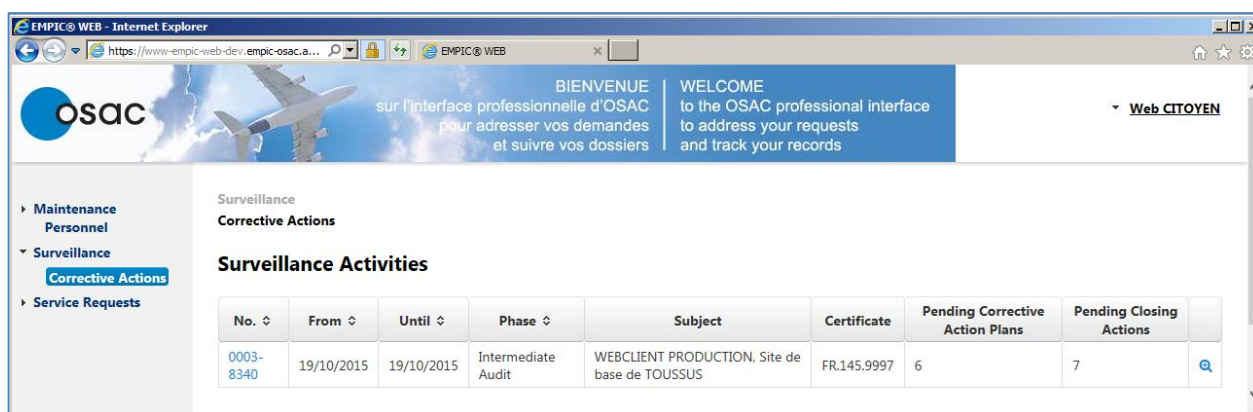 EMPIC® WEB - Internet Explorer
https://www-empic-web-dev.empic-osac.a...
EMPIC® WEB
osac
BIENVENUE
sur l'interface professionnelle d'OSAC
pour adresser vos demandes
et suivre vos dossiers
WELCOME
to the OSAC professional interface
to address your requests
and track your records
Web CITOYEN
Maintenance
Personnel
Surveillance
Corrective Actions
Service Requests
Surveillance
Corrective Actions
Surveillance Activities
No. From Until Phase Subject Certificate Pending Corrective Action Plans Pending Closing Actions
0003-8340 19/10/2015 19/10/2015 Intermediate Audit WEBCLIENT PRODUCTION, Site de base de TOUSSUS FR.145.9997 6 7